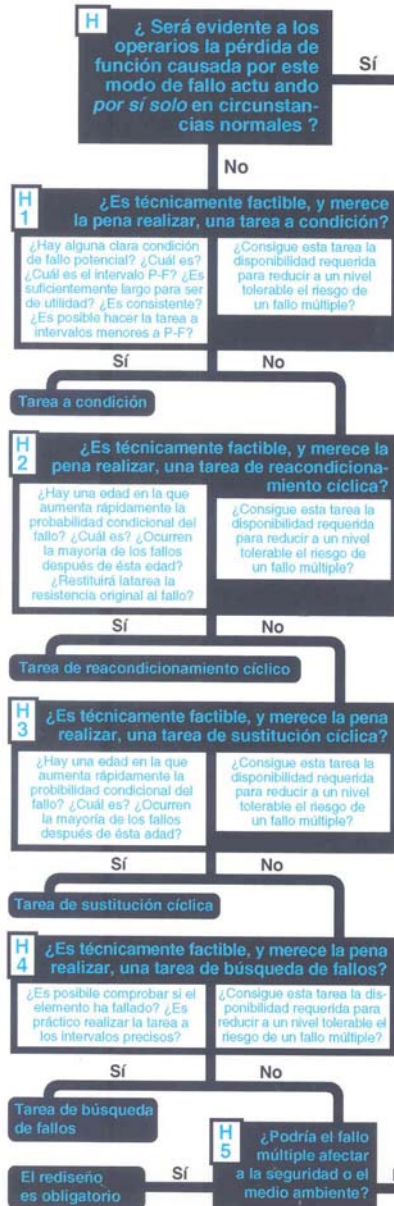 H
¿ Será evidente a los
operarios la pérdida de
función causada por este
modo de fallo actu ando
por sí solo en circunstan-
cias normales ?
Sí
No
H
1
¿Es técnicamente factible, y merece
la pena realizar, una tarea a condición?
¿Hay alguna clara condición
de fallo potencial? ¿Cuál es?
¿Cuál es el intervalo P-F? ¿Es
suficientemente largo para ser
de utilidad? ¿Es consistente?
¿Es posible hacer la tarea a
intervalos menores a P-F?
¿Consigue esta tarea la
disponibilidad requerida
para reducir a un nivel
tolerable el riesgo de
un fallo múltiple?
Sí
No
Tarea a condición
H
2
¿Es técnicamente factible, y merece la
pena realizar, una tarea de reacondiciona-
miento cíclica?
¿Hay una edad en la que
aumenta rápidamente la
probabilidad condicional del
fallo? ¿Cuál es? ¿Ocurren
la mayoría de los fallos
después de ésta edad?
¿Restituirá latarea la
resistencia original al fallo?
¿Consigue esta tarea la
disponibilidad requerida
para reducir a un nivel
tolerable el riesgo de
un fallo múltiple?
Sí
No
Tarea de reacondicionamiento cíclico
H
3
¿Es técnicamente factible, y merece la pena
realizar, una tarea de sustitución cíclica?
¿Hay una edad en la que
aumenta rápidamente la
probibilidad condicional del
fallo? ¿Cuál es? ¿Ocurren
la mayoría de los fallos
después de ésta adad?
¿Consigue esta tarea la
disponibilidad requerida
para reducir a un nivel
tolerable el riesgo de
un fallo múltiple?
Sí
No
Tarea de sustitución cíclica
H
4
¿Es técnicamente factible, y merece la pena
realizar, una tarea de búsqueda de fallos?
¿Es posibile comprobar si el
elemento ha fallado? ¿Es
práctico realizar la tarea a
los intervalos precisos?
¿Consigue esta tarea la dis-
ponibilidad requerida para
reducir a un nivel tolerable el
riesgo de un fallo múltiple?
Sí
No
Tarea de búsqueda
de fallos
H
5
¿Podría el fallo
múltiple afectar
a la seguridad o el
medio ambiente?
Sí
El rediseño
es obligatorio